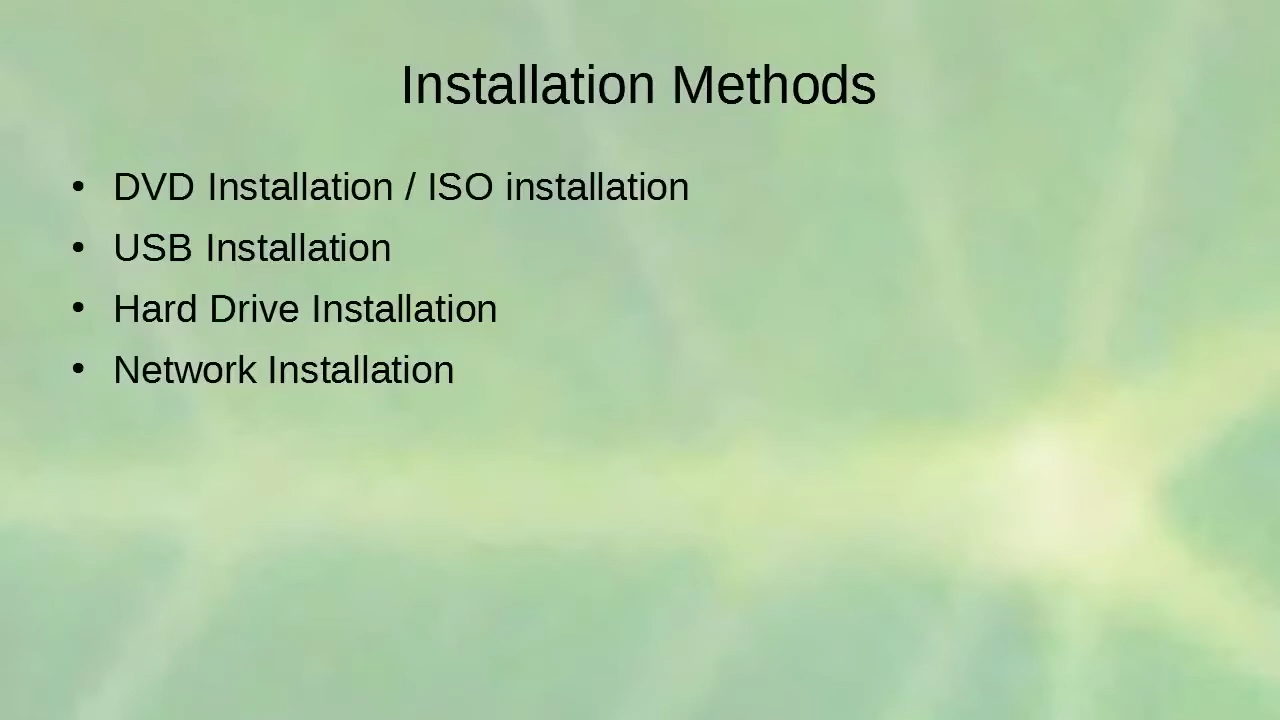 Installation Methods
• DVD Installation / ISO installation
• USB Installation
• Hard Drive Installation
• Network Installation